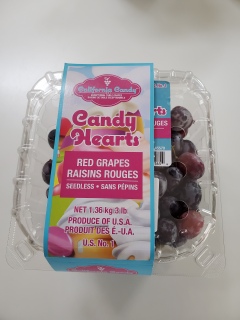 California Candy
Candy
Hearts
RED GRAPES
RAISINS ROUGES
SEEDLESS • SANS PÉPINS
NET 1.36 kg/3 lb
PRODUCE OF U.S.A.
PRODUIT DES É.-U.A.
U.S. No. 1